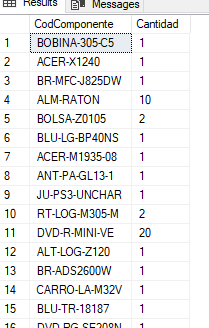 Results Messages
CodComponente Cantidad
1 BOBINA-305-C5 1
2 ACER-X1240 1
3 BR-MFC-J825DW 1
4 ALM-RATON 10
5 BOLSA-Z0105 2
6 BLU-LG-BP40NS 1
7 ACER-M1935-08 1
8 ANT-PA-GL13-1 1
9 JU-PS3-UNCHAR 1
10 RT-LOG-M305-M 2
11 DVD-R-MINI-VE 20
12 ALT-LOG-Z120 1
13 BR-ADS2600W 1
14 CARRO-LA-M32V 1
15 BLU-TR-18187 1
16 DVD-RG-SE208N 1